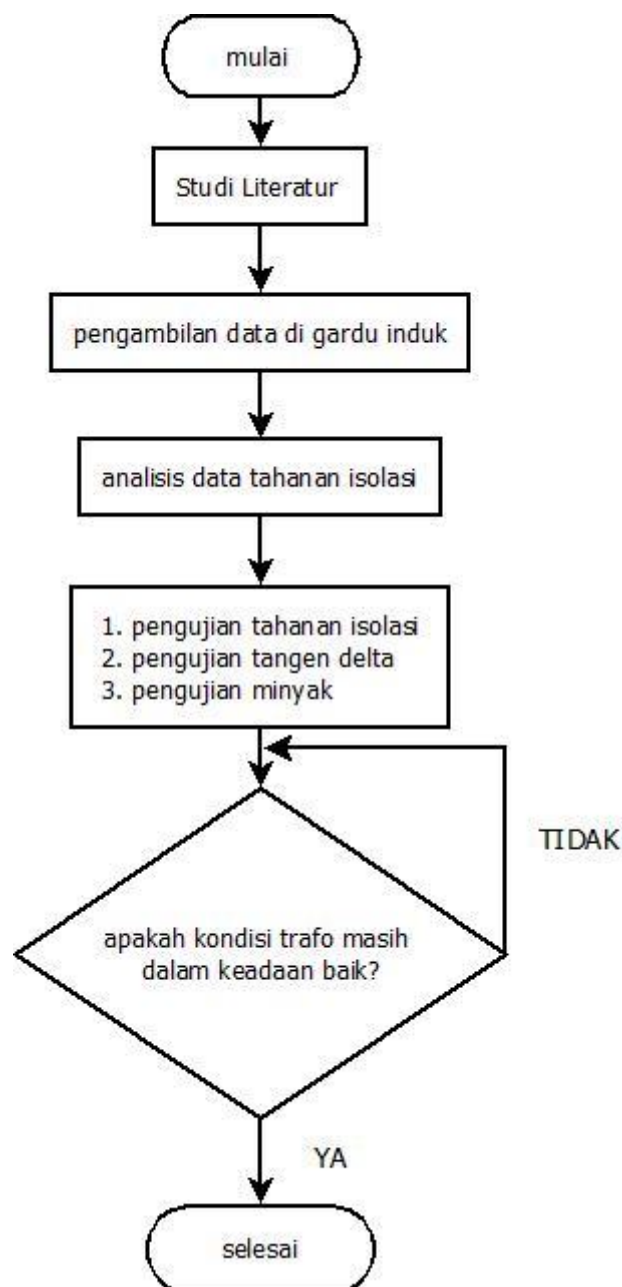 mulai
Studi Literatur
pengambilan data di gardu induk
analisis data tahanan isolasi
1. pengujian tahanan isolasi
2. pengujian tangen delta
3. pengujian minyak
TIDAK
apakah kondisi trafo masih
dalam keadaan baik?
YA
selesai